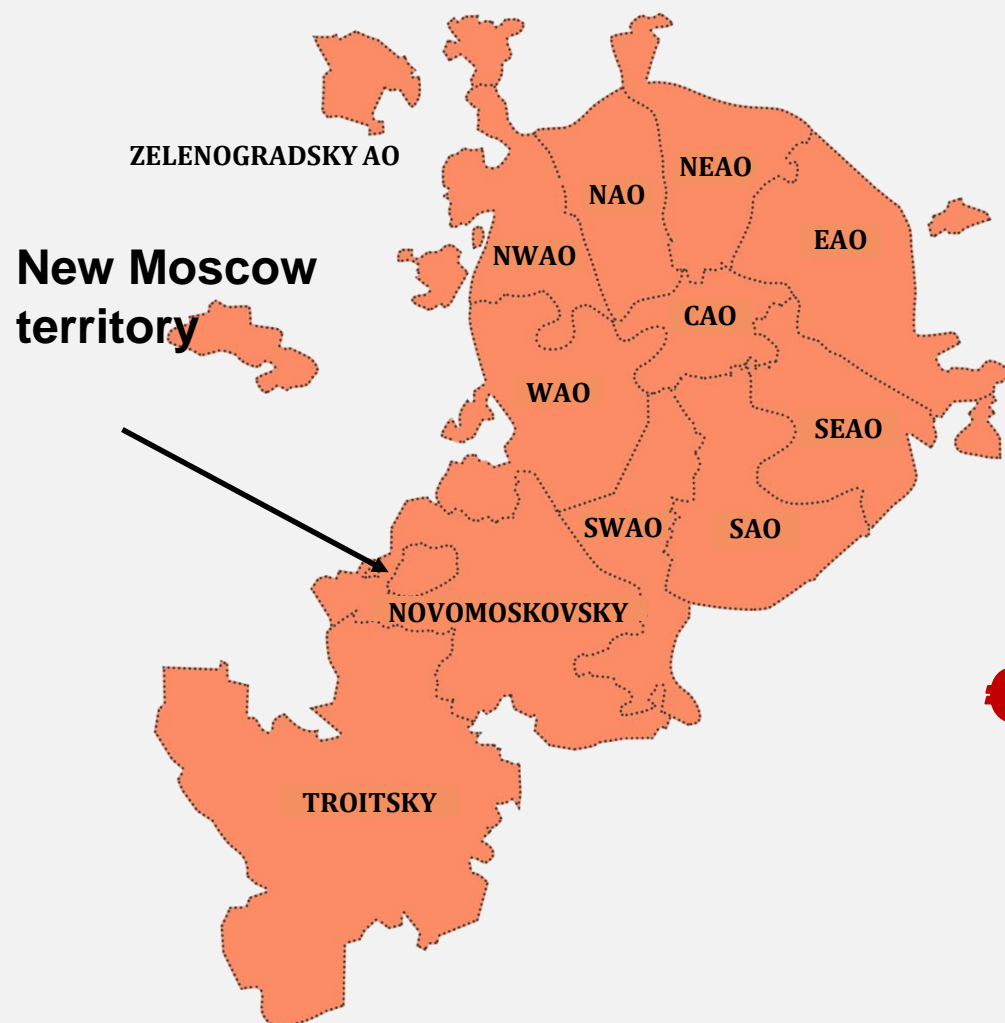 ZELENOGRADSKY AO
NEAO
NAO
EAO
NWAO
New Moscow
territory
CAO
WAO
SEAO
SWAO
SAO
NOVOMOSKOVSKY
TROITSKY